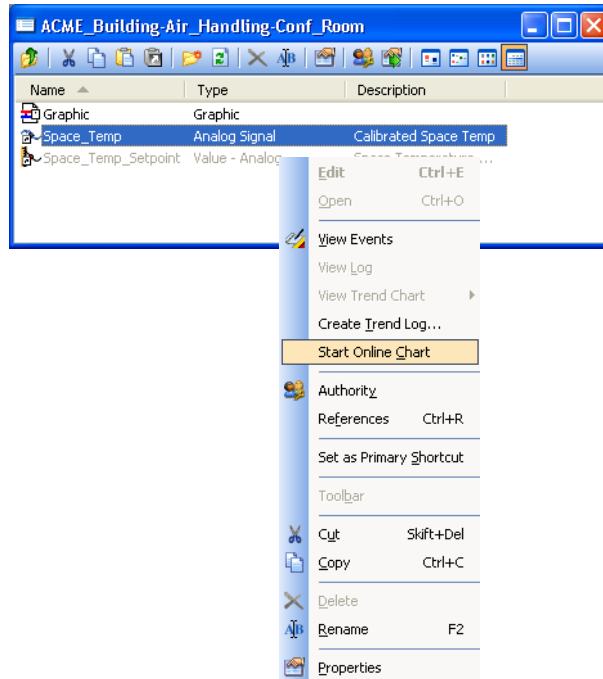 ACME_Building-Air_Handling-Conf_Room
Name Type Description
Graphic Graphic
Space_Temp Analog Signal Calibrated Space Temp
Space_Temp_Setpoint Value - Analog Space Temperature ...
Edit Ctrl+E
Open Ctrl+O
View Events
View Log
View Trend Chart
Create Trend Log...
Start Online Chart
Authority
References Ctrl+R
Set as Primary Shortcut
Toolbar
Cut Skift+Del
Copy Ctrl+C
Delete
Rename F2
Properties